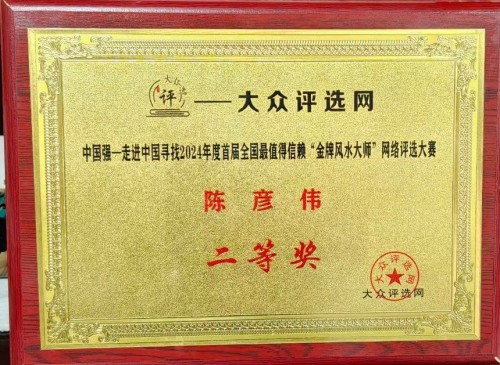 大众选
评
——大众评选网
中国强一走进中国寻找2024年度首届全国最值得信赖“金牌风水大师”网络评选大赛
陈彦伟
二等奖
大众评选网
大众评选网